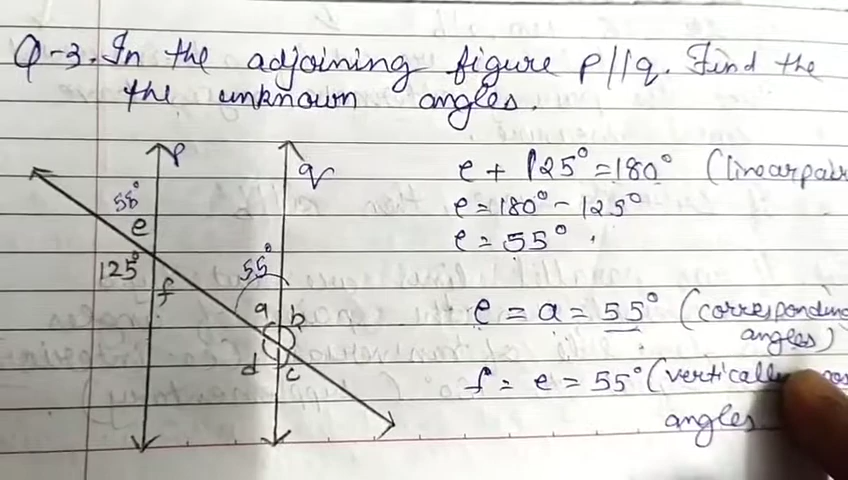 Q-3. In the adjoining figure p//q. Find the
the unknown angles.
p
q
58°
e
125°
f
55°
a
b
d
c
e + 125° = 180° (linear pair
e = 180° - 125°
e = 55°.
e = a = 55° (corresponding
angles)
f = e = 55° (vertically
angles.